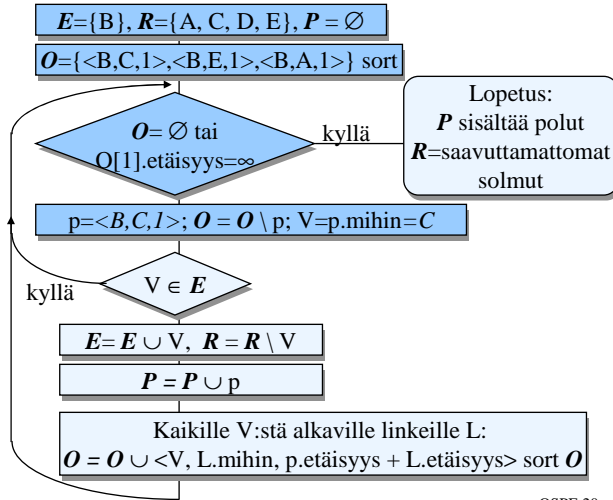 E={B}, R={A, C, D, E}, P = ∅
O={<B,C,1>,<B,E,1>,<B,A,1>} sort
O= ∅ tai
O[1].etäisyys=∞
kyllä
Lopetus:
P sisältää polut
R=saavuttamattomat
solmut
p=<B,C,1>; O = O \ p; V=p.mihin=C
V ∈ E
kyllä
E= E ∪ V, R = R \ V
P = P ∪ p
Kaikille V:stä alkaville linkeille L:
O = O ∪ <V, L.mihin, p.etäisyys + L.etäisyys> sort O